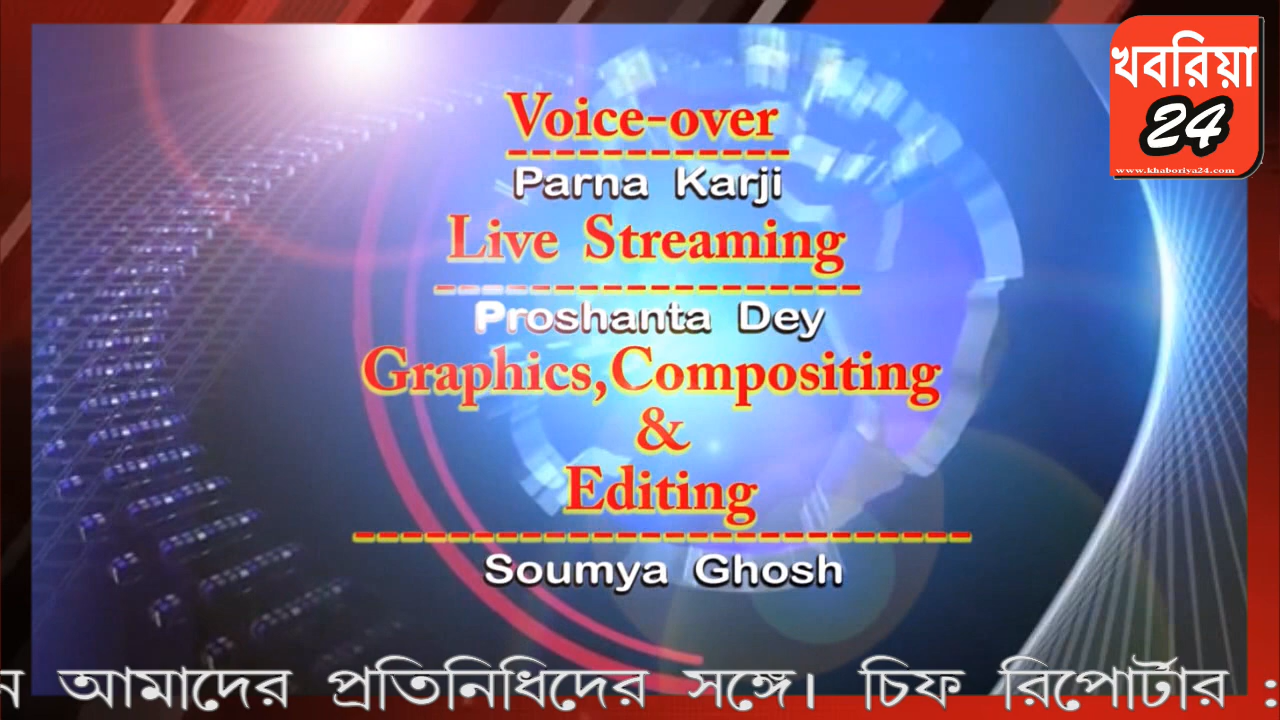 খবরিয়া
24
www.khaboriya24.com
Voice-over
Parna Karji
Live Streaming
Proshanta Dey
Graphics,Compositing
&
Editing
Soumya Ghosh
ন আমাদের প্রতিনিধিদের সঙ্গে। চিফ রিপোর্টার :